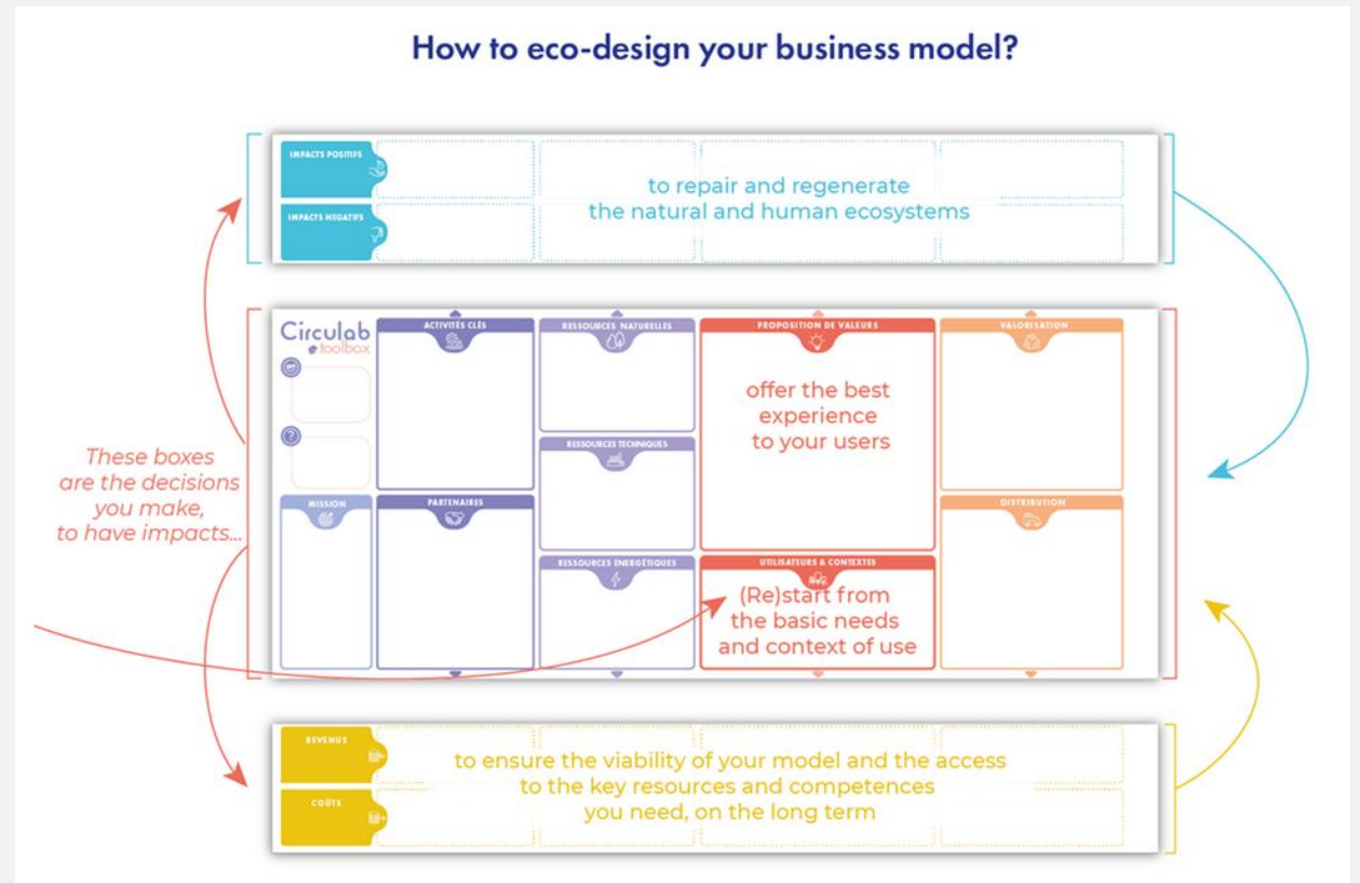 How to eco-design your business model?
IMPACTS POSITIFS
to repair and regenerate
the natural and human ecosystems
IMPACTS NEGATIFS
Circulab
toolbox
?
MISSION
ACTIVITÉS CLÉS
PARTENAIRES
RESSOURCES NATURELLES
RESSOURCES TECHNIQUES
RESSOURCES ÉNERGÉTIQUES
PROPOSITION DE VALEURS
offer the best
experience
to your users
UTILISATEURS & CONTEXTES
(Re)start from
the basic needs
and context of use
VALORISATION
DISTRIBUTION
These boxes
are the decisions
you make,
to have impacts...
REVENUS
COÛTS
to ensure the viability of your model and the access
to the key resources and competences
you need, on the long term